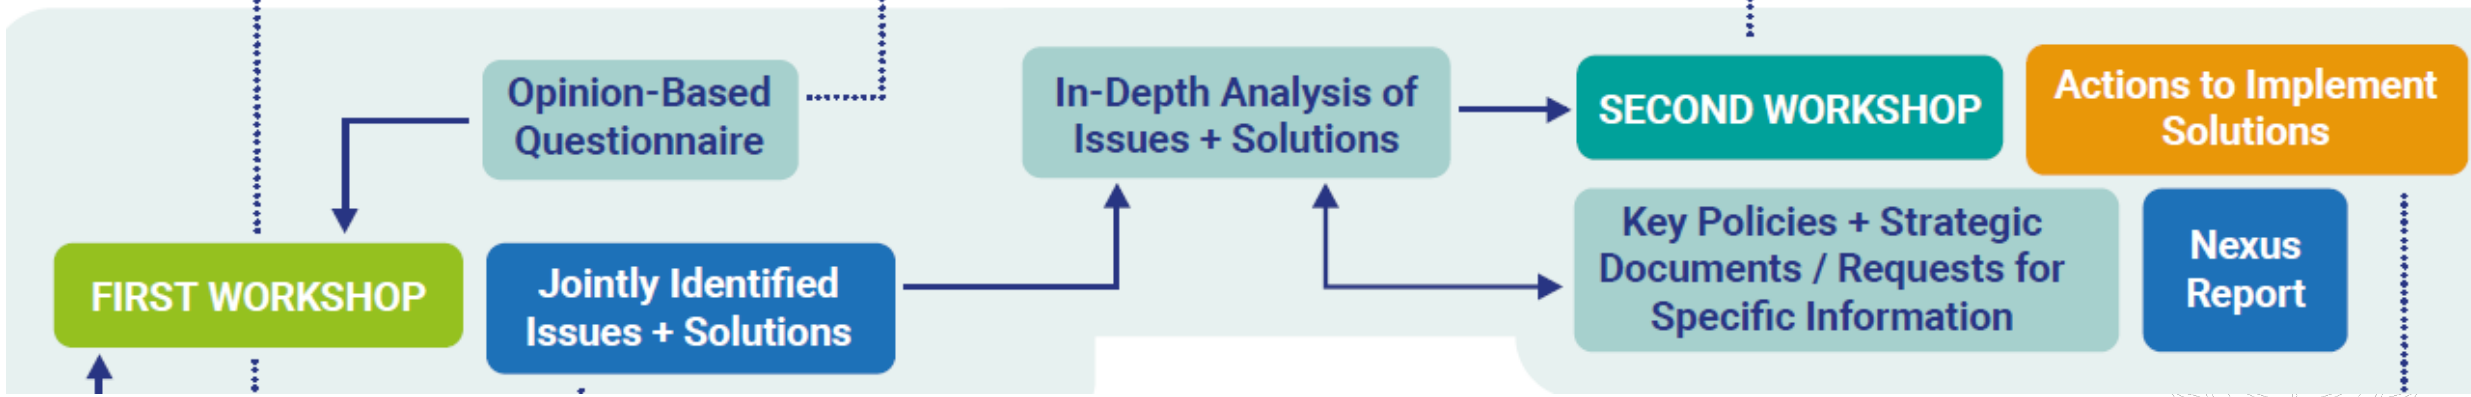 Opinion-Based
Questionnaire
In-Depth Analysis of
Issues + Solutions
SECOND WORKSHOP
Actions to Implement
Solutions
FIRST WORKSHOP
Jointly Identified
Issues + Solutions
Key Policies + Strategic
Documents / Requests for
Specific Information
Nexus
Report